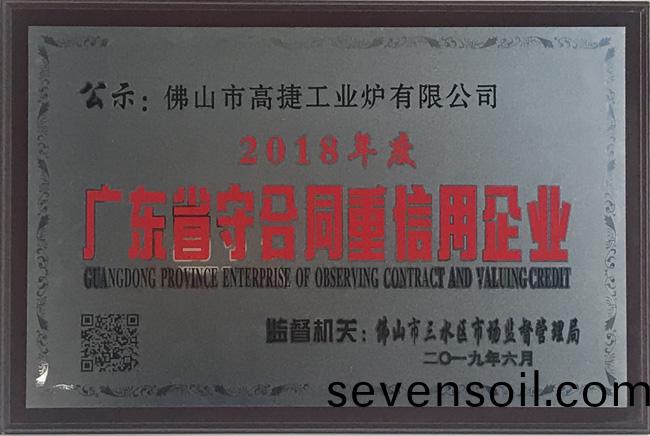 公示：佛山市高捷工业炉有限公司
2018年度
广东省守合同重信用企业
GUANGDONG PROVINCE ENTERPRISE OF OBSERVING CONTRACT AND VALUING CREDIT
监督机关：佛山市三水区市场监督管理局
二〇一九年六月
sevensoil.com